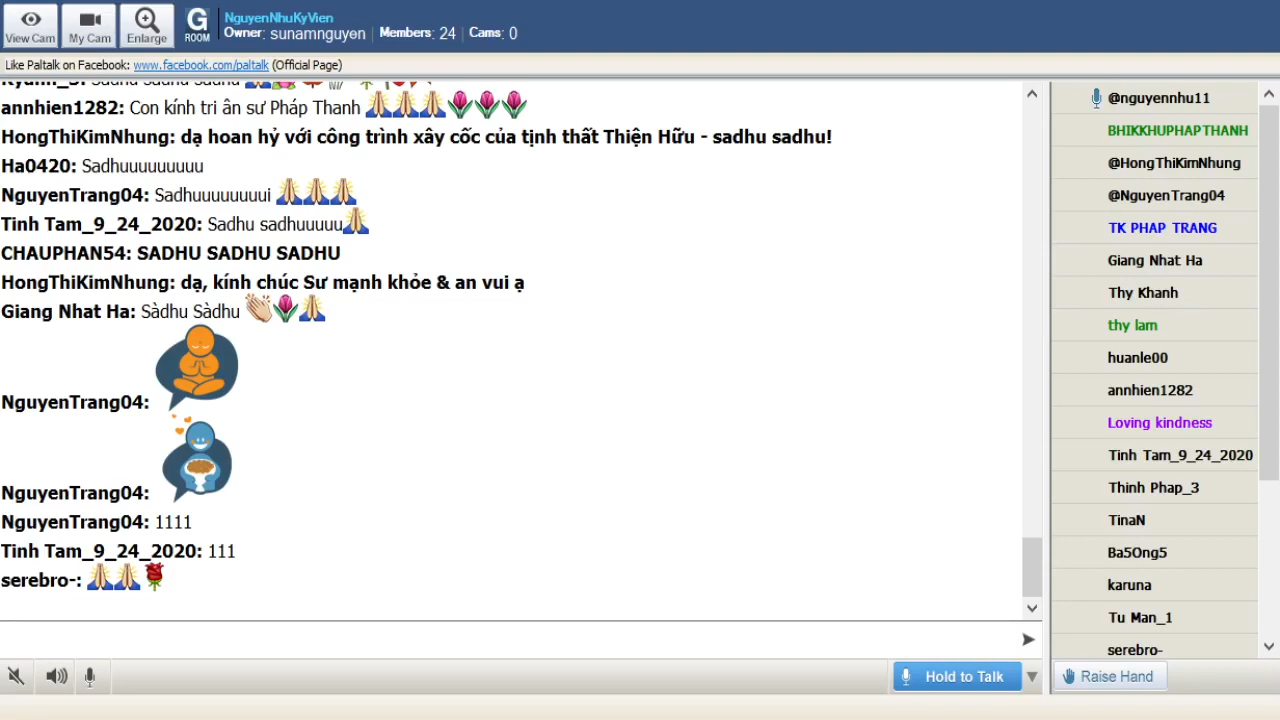 View Cam
My Cam
Enlarge
G
ROOM
NguyenNhuKyVien
Owner: sunamnguyen | Members: 24 | Cams: 0
Like Paltalk on Facebook: www.facebook.com/paltalk (Official Page)
annhien1282: Con kính tri ân sư Pháp Thanh 🙏🙏🙏🌷🌷🌷
HongThiKimNhung: dạ hoan hỷ với công trình xây cốc của tịnh thất Thiện Hữu - sadhu sadhu!
Ha0420: Sadhuuuuuuuuu
NguyenTrang04: Sadhuuuuuuuui 🙏🙏🙏
Tinh Tam_9_24_2020: Sadhu sadhuuuuu🙏
CHAUPHAN54: SADHU SADHU SADHU
HongThiKimNhung: dạ, kính chúc Sư mạnh khỏe & an vui ạ
Giang Nhat Ha: Sàdhu Sàdhu 👏🌷🙏
NguyenTrang04:
NguyenTrang04:
NguyenTrang04: 1111
Tinh Tam_9_24_2020: 111
serebro-: 🙏🙏🌹
Hold to Talk
@nguyennhu11
BHIKKHUPHAPTHANH
@HongThiKimNhung
@NguyenTrang04
TK PHAP TRANG
Giang Nhat Ha
Thy Khanh
thy lam
huanle00
annhien1282
Loving kindness
Tinh Tam_9_24_2020
Thinh Phap_3
TinaN
Ba5Ong5
karuna
Tu Man_1
serebro-
Raise Hand